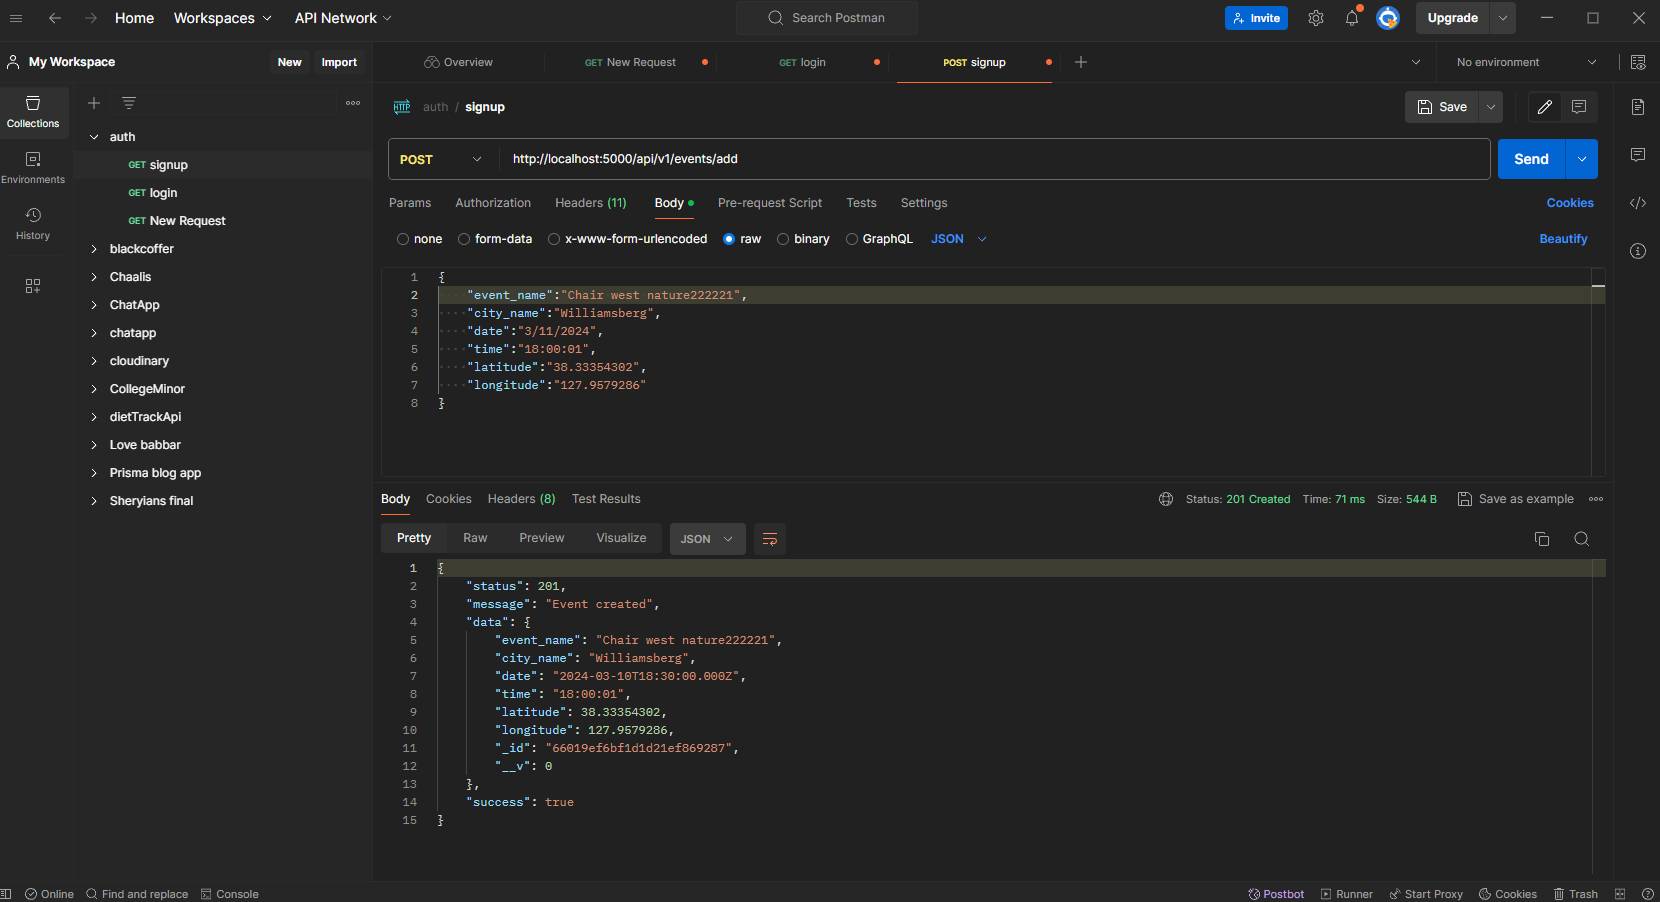 Home Workspaces API Network Search Postman Invite Upgrade
My Workspace New Import Overview GET New Request GET login POST signup No environment
Collections
Environments
History
auth
GET signup
GET login
GET New Request
blackcoffer
Chaalis
ChatApp
chatapp
cloudinary
CollegeMinor
dietTrackApi
Love babbar
Prisma blog app
Sheryians final
HTTP auth / signup Save
POST http://localhost:5000/api/v1/events/add Send
Params Authorization Headers (11) Body Pre-request Script Tests Settings Cookies
none form-data x-www-form-urlencoded raw binary GraphQL JSON Beautify
1 {
2 "event_name":"Chair west nature222221",
3 "city_name":"Williamsberg",
4 "date":"3/11/2024",
5 "time":"18:00:01",
6 "latitude":"38.33354302",
7 "longitude":"127.9579286"
8 }
Body Cookies Headers (8) Test Results Status: 201 Created Time: 71 ms Size: 544 B Save as example
Pretty Raw Preview Visualize JSON
1 {
2 "status": 201,
3 "message": "Event created",
4 "data": {
5 "event_name": "Chair west nature222221",
6 "city_name": "Williamsberg",
7 "date": "2024-03-10T18:30:00.000Z",
8 "time": "18:00:01",
9 "latitude": 38.33354302,
10 "longitude": 127.9579286,
11 "_id": "66019ef6bf1d1d21ef869287",
12 "__v": 0
13 },
14 "success": true
15 }
Online Find and replace Console Postbot Runner Start Proxy Cookies Trash